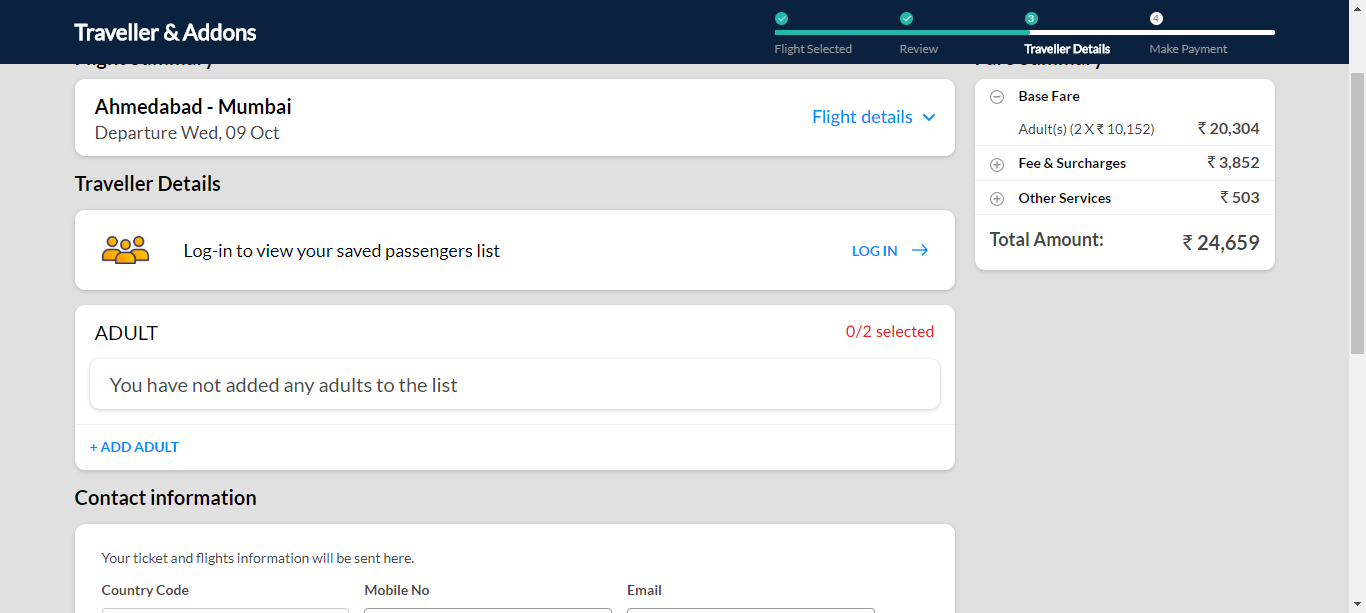 Traveller & Addons
3
4
Flight Selected
Review
Traveller Details
Make Payment
Flight Summary
Fare Summary
Ahmedabad - Mumbai
Departure Wed, 09 Oct
Flight details
Traveller Details
Log-in to view your saved passengers list
LOG IN
ADULT
0/2 selected
You have not added any adults to the list
+ ADD ADULT
Contact information
Your ticket and flights information will be sent here.
Country Code
Mobile No
Email
Base Fare
Adult(s) (2 X ₹ 10,152)
₹ 20,304
Fee & Surcharges
₹ 3,852
Other Services
₹ 503
Total Amount:
₹ 24,659